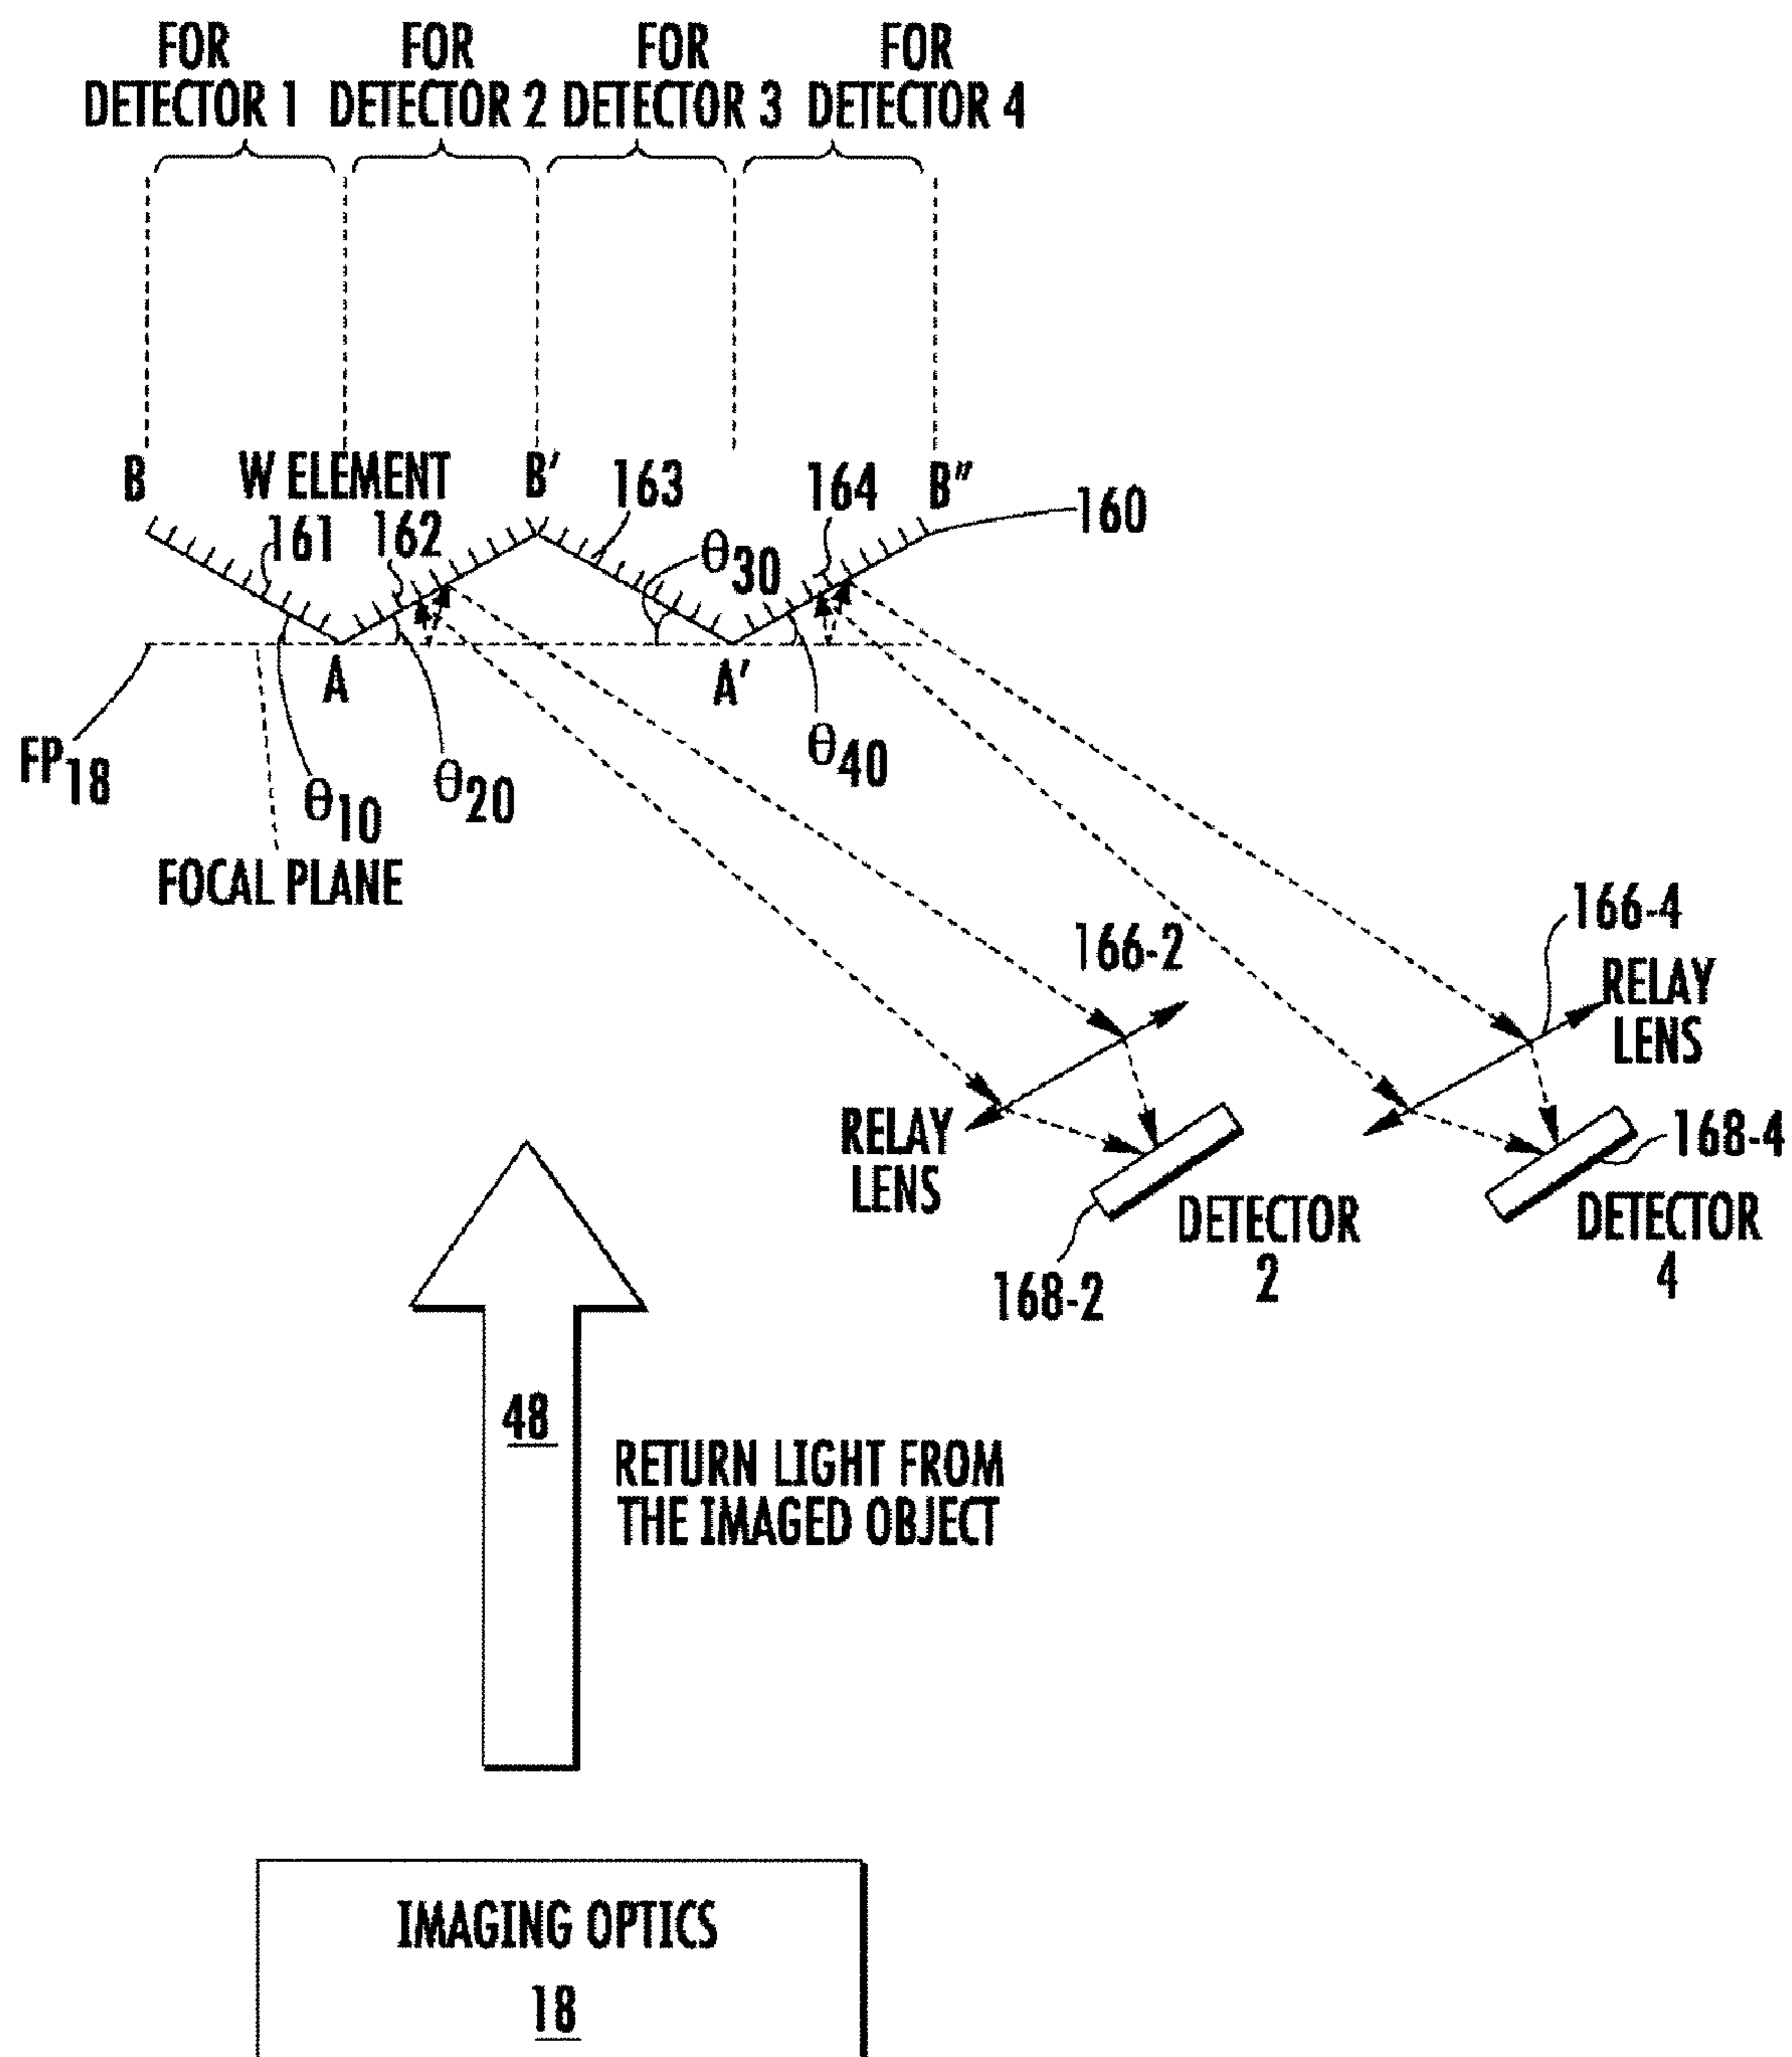 FOR
DETECTOR 1
FOR
DETECTOR 2
FOR
DETECTOR 3
FOR
DETECTOR 4
B
W ELEMENT
B'
163
164
B"
160
161
162
θ30
A
A'
FP18
θ10
θ20
θ40
FOCAL PLANE
166-2
166-4
RELAY
LENS
RELAY
LENS
168-4
DETECTOR
2
DETECTOR
4
168-2
48
RETURN LIGHT FROM
THE IMAGED OBJECT
IMAGING OPTICS
18